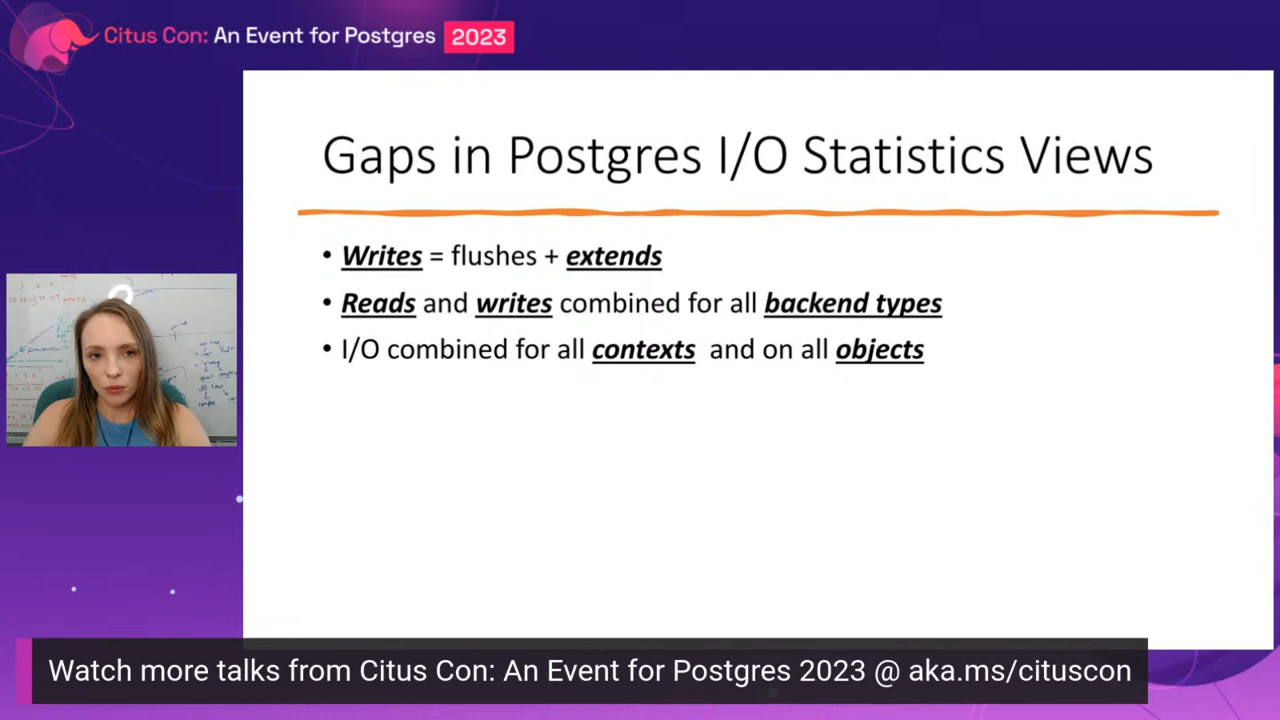 Citus Con: An Event for Postgres 2023
Gaps in Postgres I/O Statistics Views
• Writes = flushes + extends
• Reads and writes combined for all backend types
• I/O combined for all contexts and on all objects
Watch more talks from Citus Con: An Event for Postgres 2023 @ aka.ms/cituscon